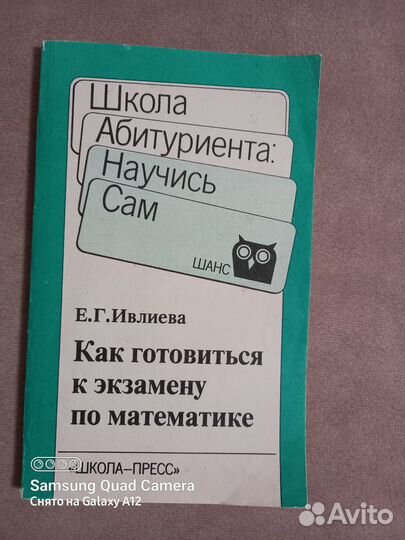 Школа
Абитуриента:
Научись
Сам
ШАНС
Е.Г.Ивлиева
Как готовиться
к экзамену
по математике
«ШКОЛА–ПРЕСС»
Samsung Quad Camera
Снято на Galaxy A12
Avito